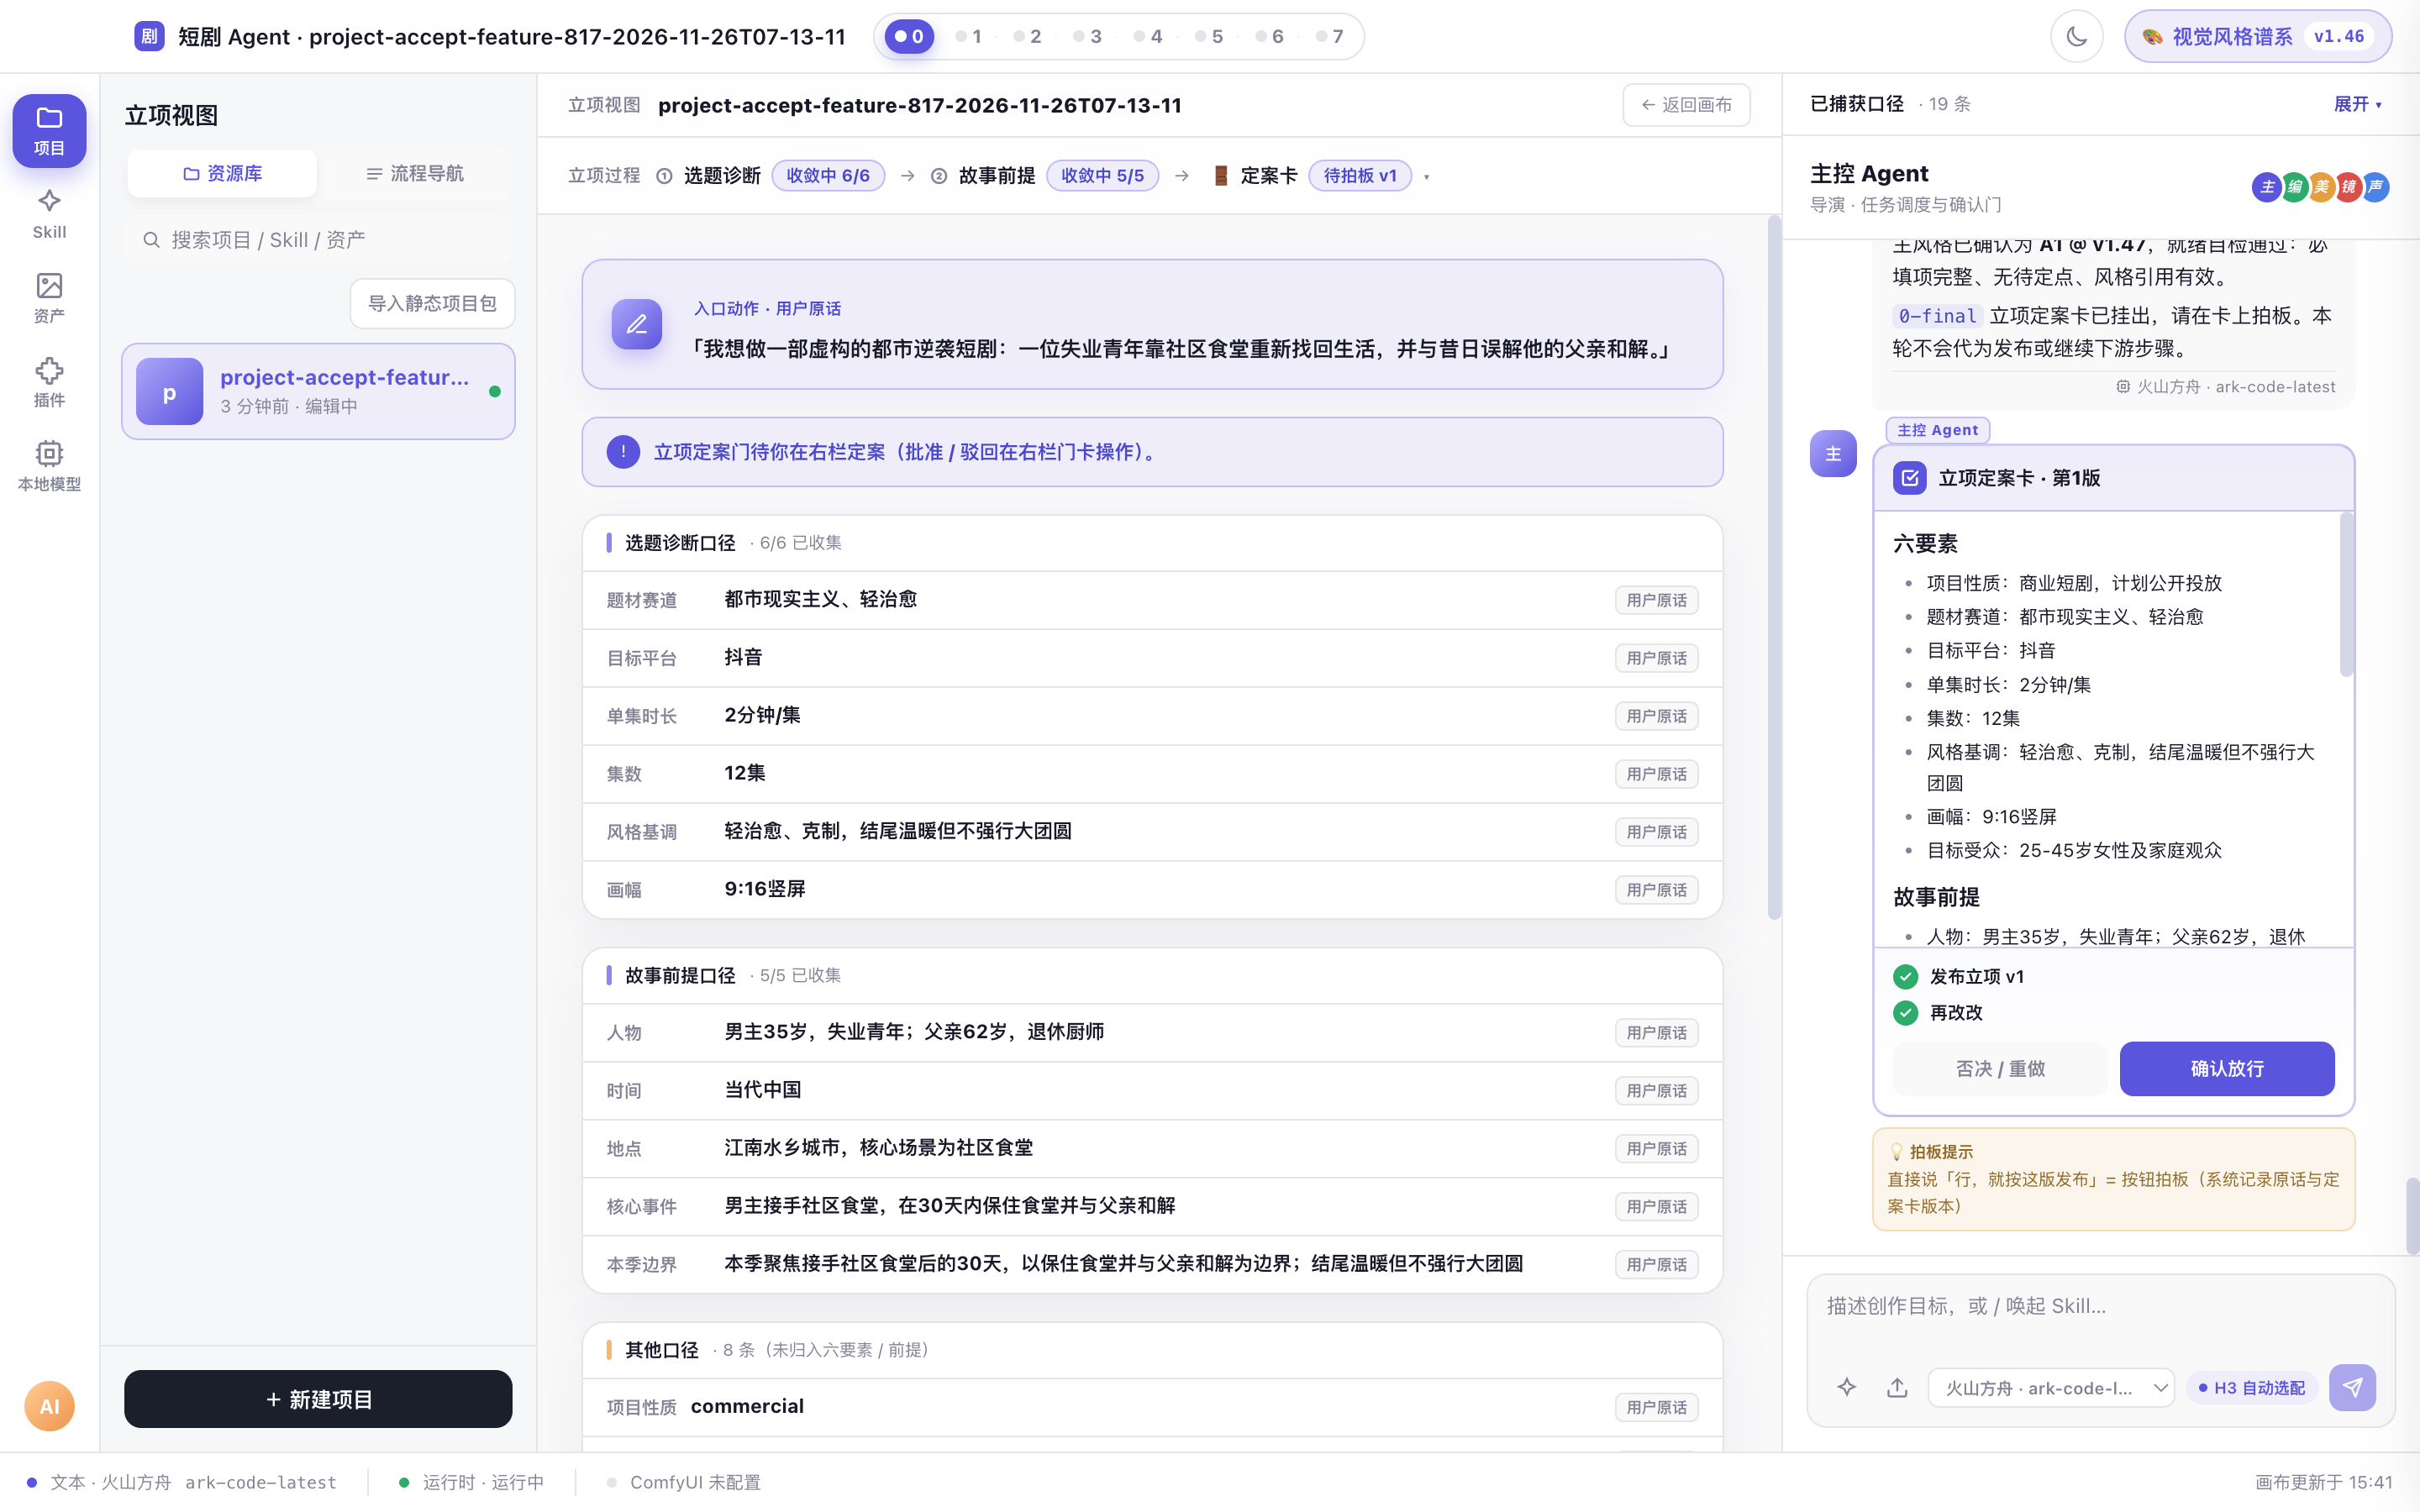 剧 短剧 Agent · project-accept-feature-817-2026-11-26T07-13-11
0 · 1 · 2 · 3 · 4 · 5 · 6 · 7
视觉风格谱系 v1.46
项目
Skill
资产
插件
本地模型
AI
立项视图
资源库
流程导航
搜索项目 / Skill / 资产
导入静态项目包
p
project-accept-featur...
3 分钟前 · 编辑中
+ 新建项目
立项视图 project-accept-feature-817-2026-11-26T07-13-11
← 返回画布
立项过程 ① 选题诊断 收敛中 6/6 → ② 故事前提 收敛中 5/5 → 定案卡 待拍板 v1 ▾
入口动作 · 用户原话
「我想做一部虚构的都市逆袭短剧：一位失业青年靠社区食堂重新找回生活，并与昔日误解他的父亲和解。」
! 立项定案门待你在右栏定案（批准 / 驳回在右栏门卡操作）。
选题诊断口径 · 6/6 已收集
题材赛道 都市现实主义、轻治愈 用户原话
目标平台 抖音 用户原话
单集时长 2分钟/集 用户原话
集数 12集 用户原话
风格基调 轻治愈、克制，结尾温暖但不强行大团圆 用户原话
画幅 9:16竖屏 用户原话
故事前提口径 · 5/5 已收集
人物 男主35岁，失业青年；父亲62岁，退休厨师 用户原话
时间 当代中国 用户原话
地点 江南水乡城市，核心场景为社区食堂 用户原话
核心事件 男主接手社区食堂，在30天内保住食堂并与父亲和解 用户原话
本季边界 本季聚焦接手社区食堂后的30天，以保住食堂并与父亲和解为边界；结尾温暖但不强行大团圆 用户原话
其他口径 · 8 条（未归入六要素 / 前提）
项目性质 commercial 用户原话
已捕获口径 · 19 条
展开 ▾
主控 Agent
导演 · 任务调度与确认门
主 编 美 镜 声
主风格已确认为 A1 @ v1.47，就绪自检通过：必
填项完整、无待定点、风格引用有效。
0-final 立项定案卡已挂出，请在卡上拍板。本
轮不会代为发布或继续下游步骤。
火山方舟 · ark-code-latest
主
主控 Agent
立项定案卡 · 第1版
六要素
• 项目性质：商业短剧，计划公开投放
• 题材赛道：都市现实主义、轻治愈
• 目标平台：抖音
• 单集时长：2分钟/集
• 集数：12集
• 风格基调：轻治愈、克制，结尾温暖但不强行大
团圆
• 画幅：9:16竖屏
• 目标受众：25-45岁女性及家庭观众
故事前提
• 人物：男主35岁，失业青年；父亲62岁，退休
发布立项 v1
再改改
否决 / 重做
确认放行
拍板提示
直接说「行，就按这版发布」= 按钮拍板（系统记录原话与定
案卡版本）
描述创作目标，或 / 唤起 Skill...
火山方舟 · ark-code-l...
H3 自动选配
文本 · 火山方舟 ark-code-latest
运行时 · 运行中
ComfyUI 未配置
画布更新于 15:41